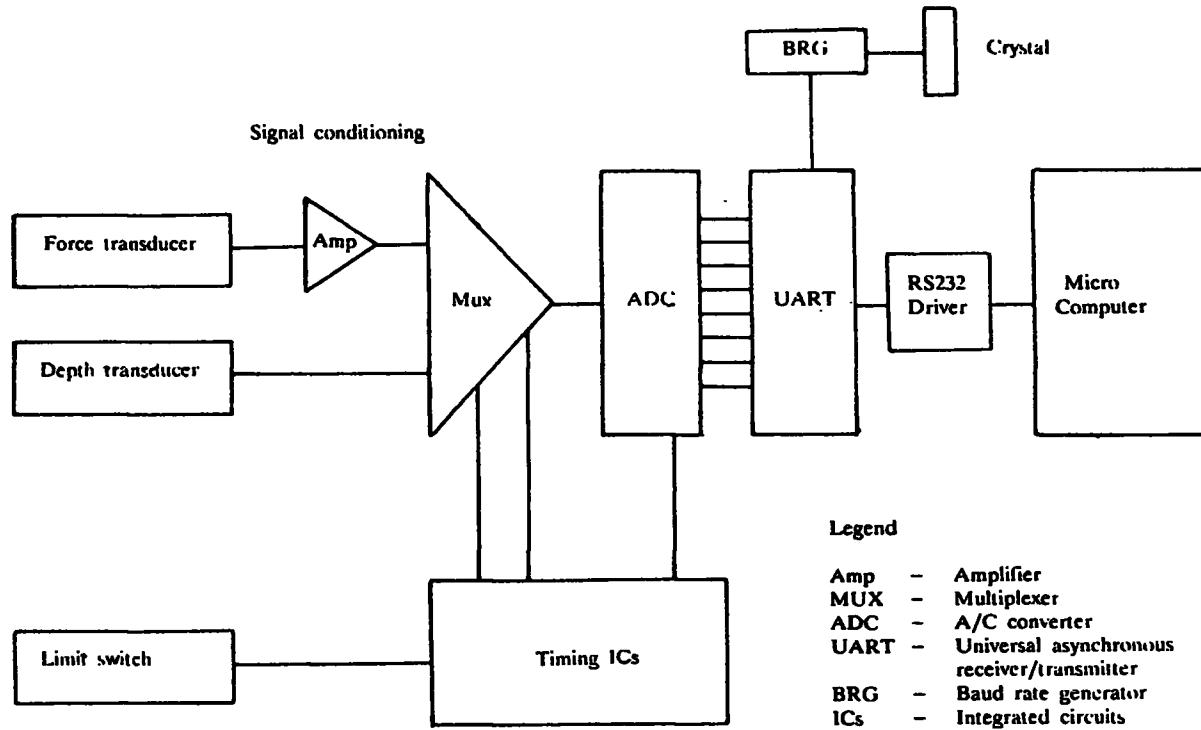 BRG
Crystal
Signal conditioning
Force transducer
Amp
Mux
ADC
UART
RS232
Driver
Micro
Computer
Depth transducer
Limit switch
Timing ICs
Legend
Amp – Amplifier
MUX – Multiplexer
ADC – A/C converter
UART – Universal asynchronous
receiver/transmitter
BRG – Baud rate generator
ICs – Integrated circuits